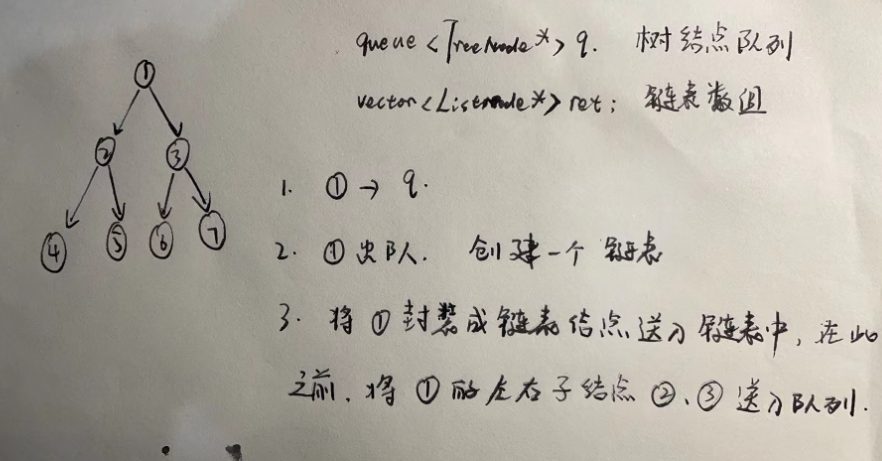 queue<TreeNode*> q. 树结点队列
vector<Listnode*> ret; 链表数组
①
② ③
④ ⑤ ⑥ ⑦
1. ① → q.
2. ① 出队. 创建一个 链表
3. 将 ① 封装成链表结点送入链表中, 在此
之前, 将 ① 的左右子结点 ②、③ 送入队列.